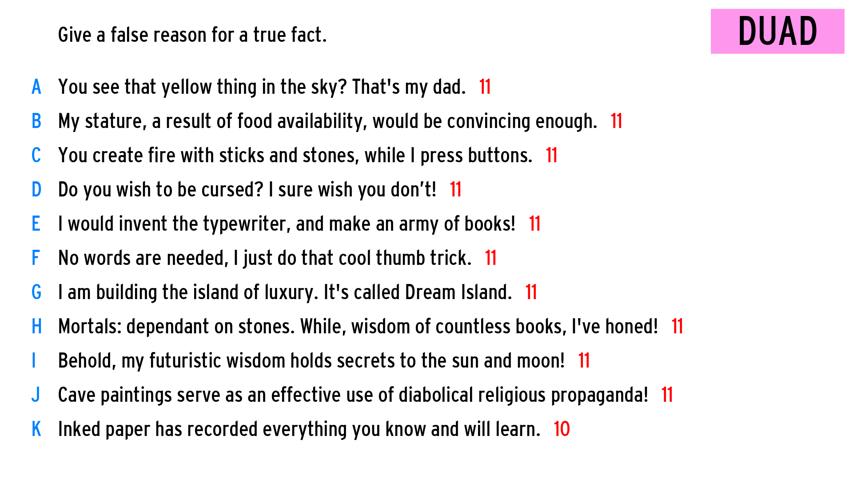 Give a false reason for a true fact.
DUAD
A You see that yellow thing in the sky? That's my dad. 11
B My stature, a result of food availability, would be convincing enough. 11
C You create fire with sticks and stones, while I press buttons. 11
D Do you wish to be cursed? I sure wish you don't! 11
E I would invent the typewriter, and make an army of books! 11
F No words are needed, I just do that cool thumb trick. 11
G I am building the island of luxury. It's called Dream Island. 11
H Mortals: dependant on stones. While, wisdom of countless books, I've honed! 11
I Behold, my futuristic wisdom holds secrets to the sun and moon! 11
J Cave paintings serve as an effective use of diabolical religious propaganda! 11
K Inked paper has recorded everything you know and will learn. 10